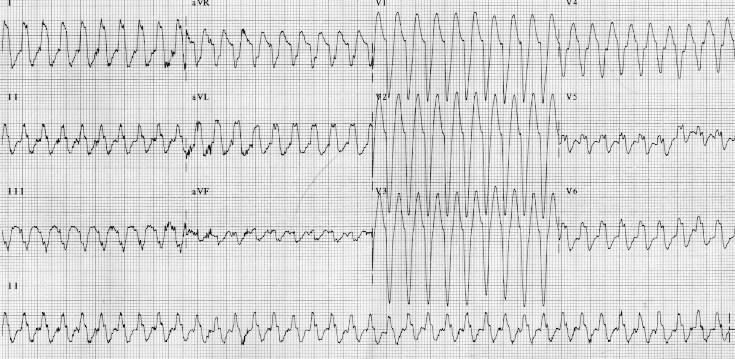 I aVR V1 V4
II aVL V2 V5
III aVF V3 V6
II